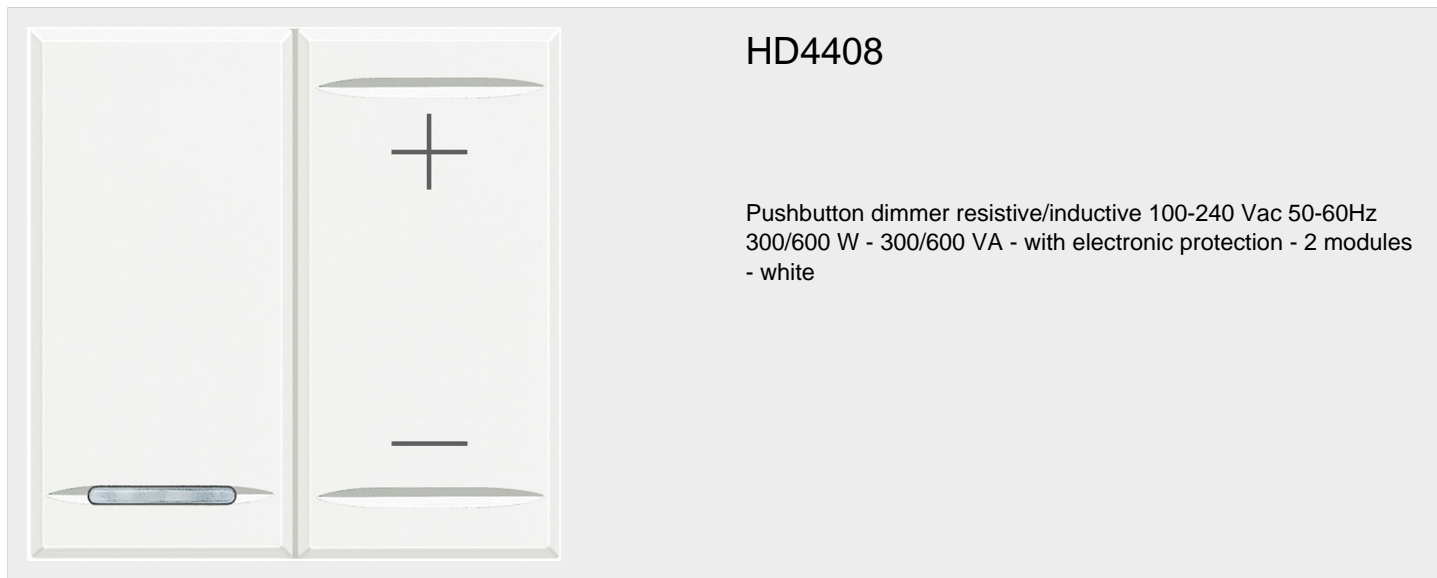 HD4408
Pushbutton dimmer resistive/inductive 100-240 Vac 50-60Hz
300/600 W - 300/600 VA - with electronic protection - 2 modules
- white
+
−